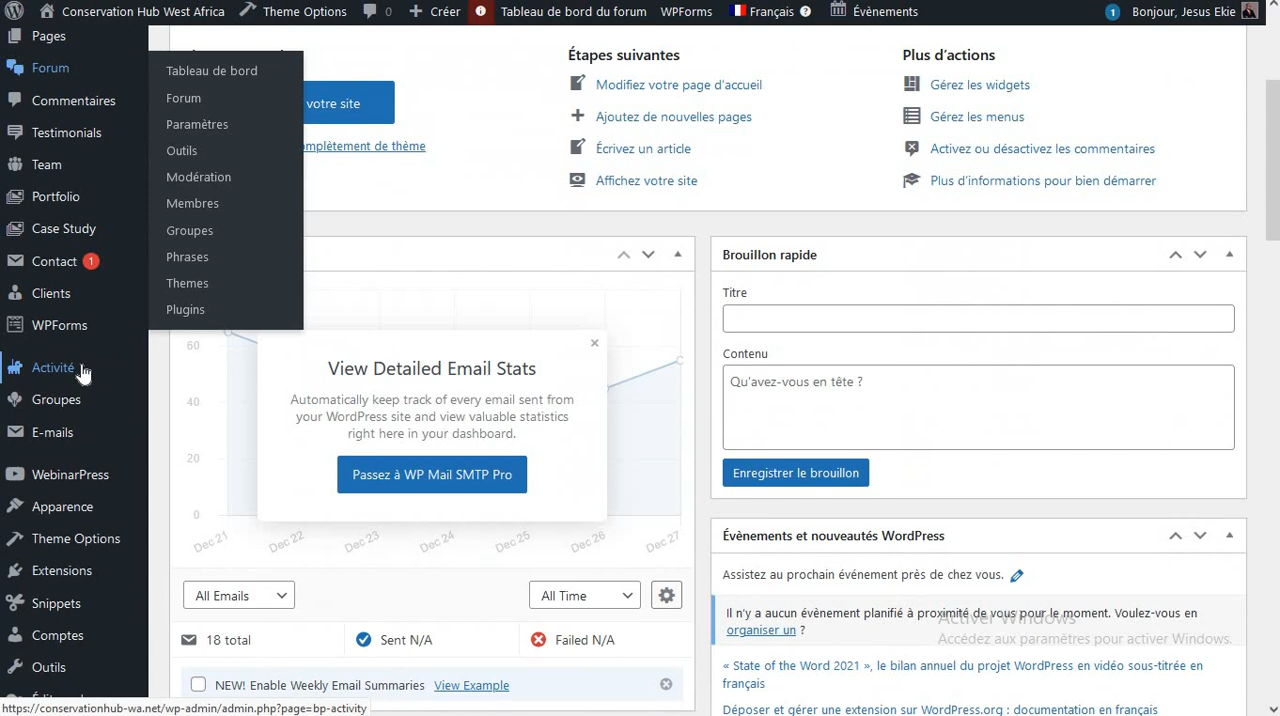 Conservation Hub West Africa Theme Options 0 Créer Tableau de bord du forum WPForms Français Évènements 1 Bonjour, Jesus Ekie
Pages
Forum
Commentaires
Testimonials
Team
Portfolio
Case Study
Contact 1
Clients
WPForms
Activité
Groupes
E-mails
WebinarPress
Apparence
Theme Options
Extensions
Snippets
Comptes
Outils
Tableau de bord
Forum
Paramètres
Outils
Modération
Membres
Groupes
Phrases
Themes
Plugins
votre site
omplètement de thème
Étapes suivantes
Modifiez votre page d'accueil
Ajoutez de nouvelles pages
Écrivez un article
Affichez votre site
Plus d'actions
Gérez les widgets
Gérez les menus
Activez ou désactivez les commentaires
Plus d'informations pour bien démarrer
60
40
20
0
View Detailed Email Stats
Automatically keep track of every email sent from
your WordPress site and view valuable statistics
right here in your dashboard.
Passez à WP Mail SMTP Pro
Dec 21 Dec 22 Dec 23 Dec 24 Dec 25 Dec 26 Dec 27
All Emails All Time
18 total Sent N/A Failed N/A
NEW! Enable Weekly Email Summaries View Example
Brouillon rapide
Titre
Contenu
Qu'avez-vous en tête ?
Enregistrer le brouillon
Évènements et nouveautés WordPress
Assistez au prochain événement près de chez vous.
Il n'y a aucun évènement planifié à proximité de vous pour le moment. Voulez-vous en
organiser un ?
Activer Windows
Accédez aux paramètres pour activer Windows.
« State of the Word 2021 », le bilan annuel du projet WordPress en vidéo sous-titrée en
français
Déposer et gérer une extension sur WordPress.org : documentation en français
https://conservationhub-wa.net/wp-admin/admin.php?page=bp-activity